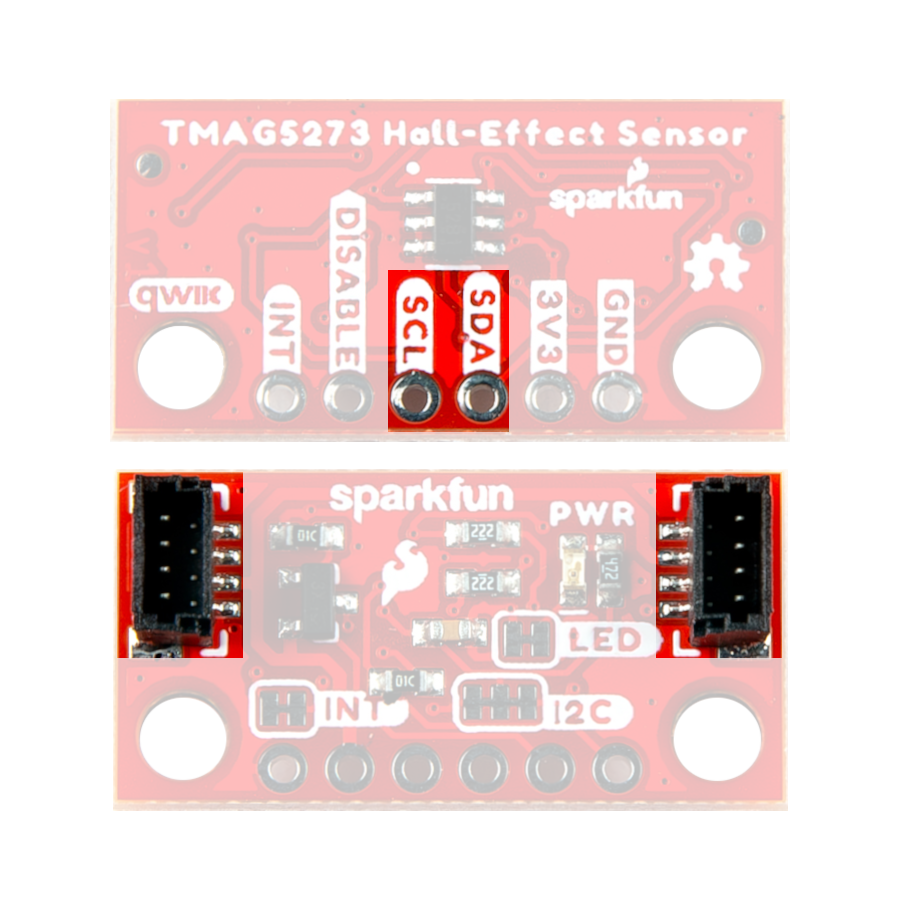 TMAG5273 Hall-Effect Sensor
sparkfun
qwiic
INT
DISABLE
SCL
SDA
3V3
GND
sparkfun
PWR
01C
222
222
472
LED
01C
INT
I2C